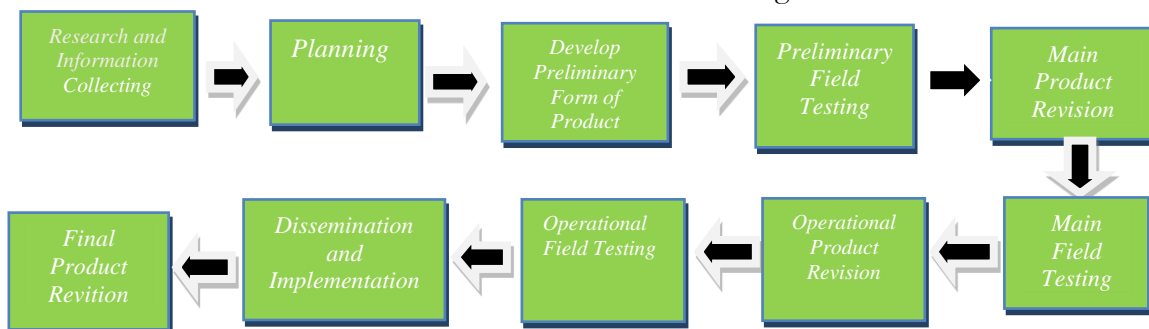 Research and
Information
Collecting
Planning
Develop
Preliminary
Form of
Product
Preliminary
Field
Testing
Main
Product
Revision
Main
Field
Testing
Operational
Product
Revision
Operational
Field Testing
Dissemination
and
Implementation
Final
Product
Revition